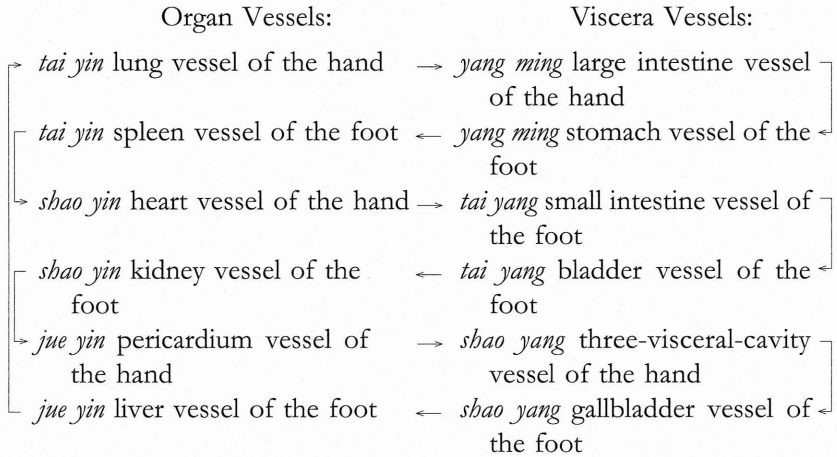 Organ Vessels:
Viscera Vessels:
tai yin lung vessel of the hand
yang ming large intestine vessel
of the hand
tai yin spleen vessel of the foot
yang ming stomach vessel of the
foot
shao yin heart vessel of the hand
tai yang small intestine vessel of
the foot
shao yin kidney vessel of the
foot
tai yang bladder vessel of the
foot
jue yin pericardium vessel of
the hand
shao yang three-visceral-cavity
vessel of the hand
jue yin liver vessel of the foot
shao yang gallbladder vessel of
the foot